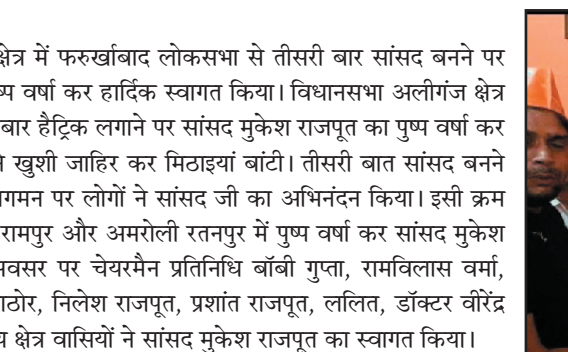 क्षेत्र में फरुर्खाबाद लोकसभा से तीसरी बार सांसद बनने पर
वर्षा कर हार्दिक स्वागत किया। विधानसभा अलीगंज क्षेत्र
बार हैट्रिक लगाने पर सांसद मुकेश राजपूत का पुष्प वर्षा कर
खुशी जाहिर कर मिठाइयां बांटी। तीसरी बात सांसद बनने
पर लोगों ने सांसद जी का अभिनंदन किया। इसी क्रम
रामपुर और अमरोली रतनपुर में पुष्प वर्षा कर सांसद मुकेश
पर चेयरमैन प्रतिनिधि बॉबी गुप्ता, रामविलास वर्मा,
निलेश राजपूत, प्रशांत राजपूत, ललित, डॉक्टर वीरेंद्र
क्षेत्र वासियों ने सांसद मुकेश राजपूत का स्वागत किया।